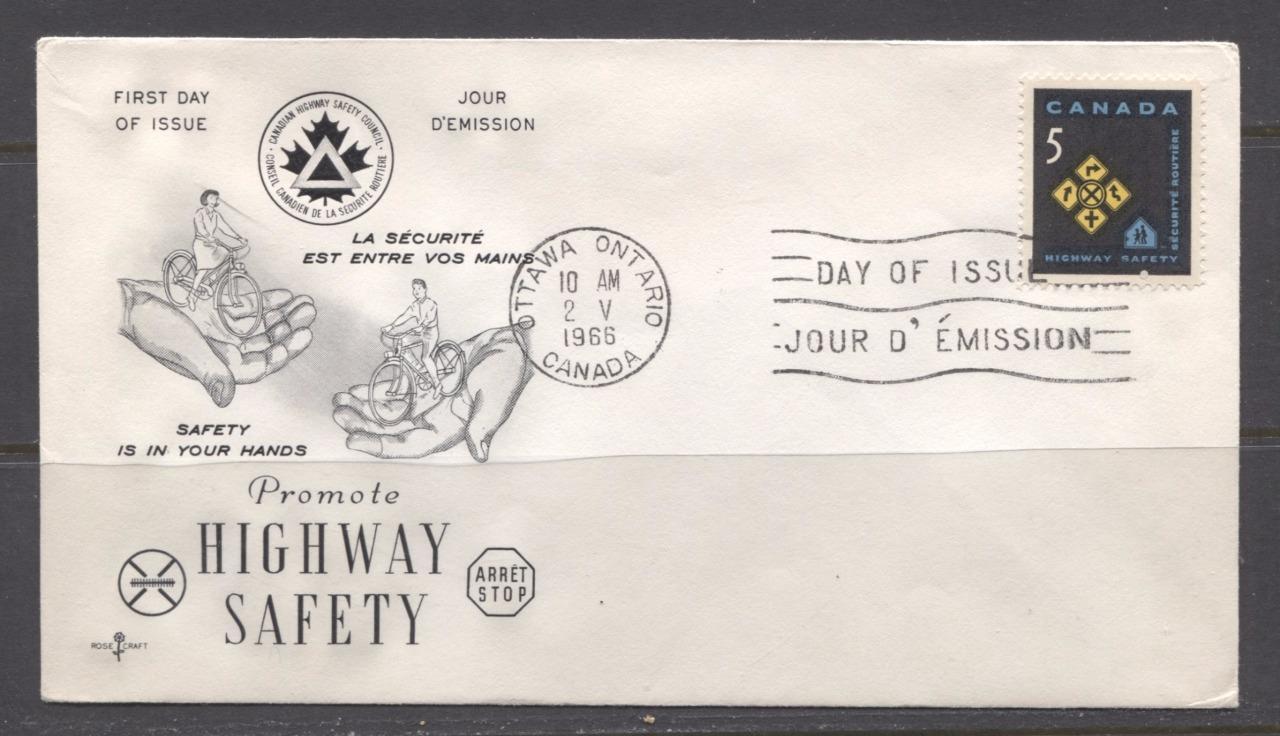 FIRST DAY
OF ISSUE
· CANADIAN HIGHWAY SAFETY COUNCIL ·
CONSEIL CANADIEN DE LA SÉCURITÉ ROUTIÈRE
JOUR
D'EMISSION
CANADA
5
SÉCURITÉ ROUTIÈRE
HIGHWAY SAFETY
LA SÉCURITÉ
EST ENTRE VOS MAINS
OTTAWA ONTARIO
10 AM
2 V
1966
CANADA
DAY OF ISSUE
JOUR D' ÉMISSION
SAFETY
IS IN YOUR HANDS
Promote
HIGHWAY
SAFETY
ARRÊT
STOP
ROSE CRAFT